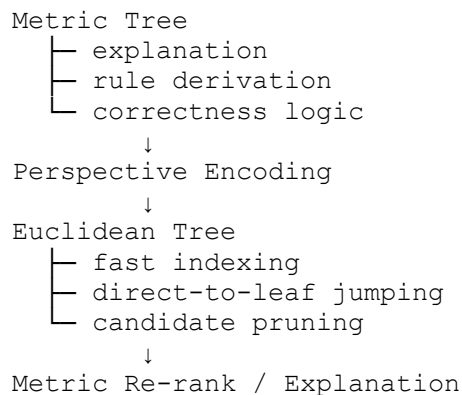 Metric Tree
├─ explanation
├─ rule derivation
└─ correctness logic
↓
Perspective Encoding
↓
Euclidean Tree
├─ fast indexing
├─ direct-to-leaf jumping
└─ candidate pruning
↓
Metric Re-rank / Explanation